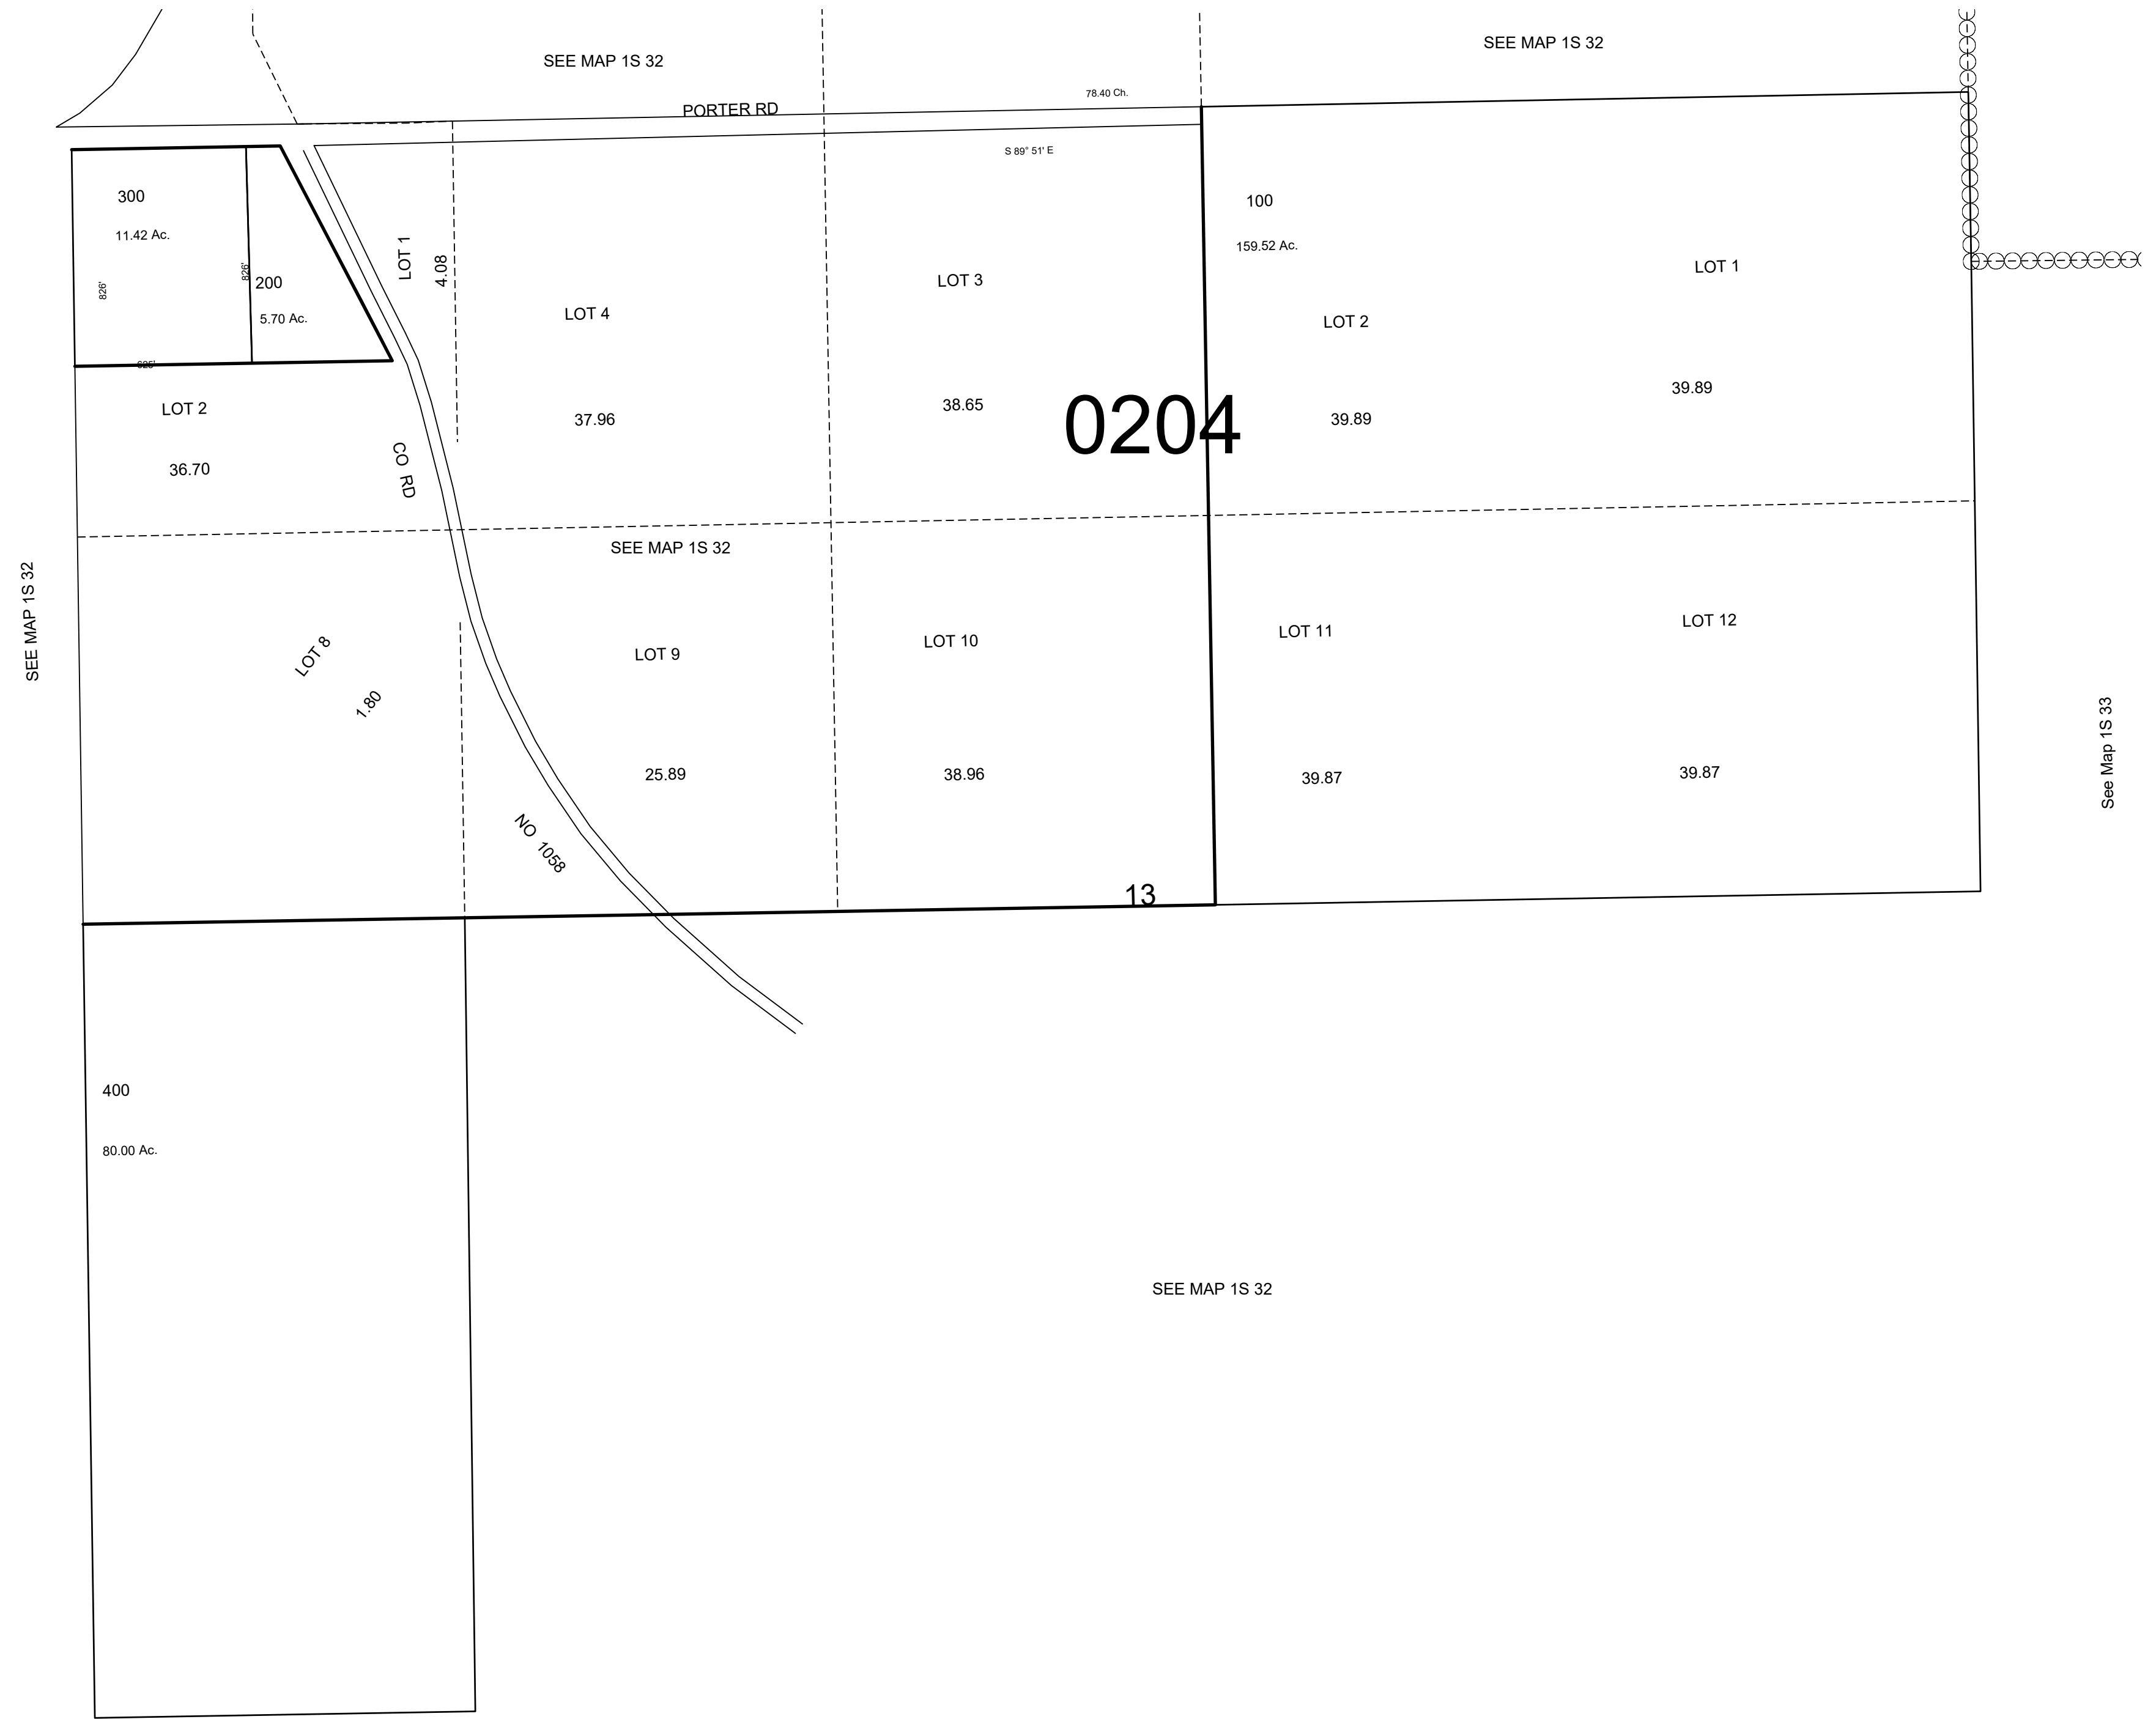 SEE MAP 1S 32
SEE MAP 1S 32
78.40 Ch.
PORTER RD
S 89° 51' E
300
11.42 Ac.
826'
826'
200
5.70 Ac.
625'
LOT 1
4.08
LOT 4
37.96
LOT 3
38.65
100
159.52 Ac.
LOT 2
39.89
LOT 1
39.89
0204
LOT 2
36.70
CO RD
SEE MAP 1S 32
SEE MAP 1S 32
LOT 8
1.80
LOT 9
25.89
LOT 10
38.96
LOT 11
39.87
LOT 12
39.87
See Map 1S 33
NO 1058
13
400
80.00 Ac.
SEE MAP 1S 32